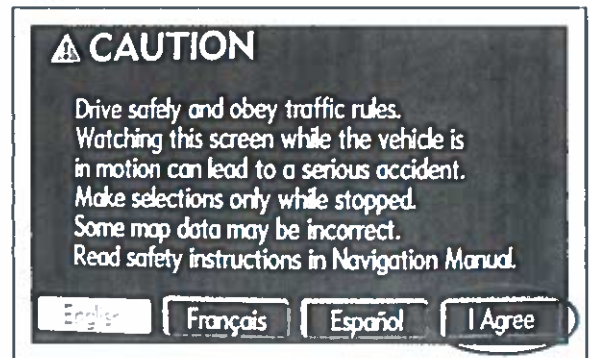 ⚠ CAUTION
Drive safely and obey traffic rules.
Watching this screen while the vehicle is
in motion can lead to a serious accident.
Make selections only while stopped.
Some map data may be incorrect.
Read safety instructions in Navigation Manual.
English Français Español I Agree